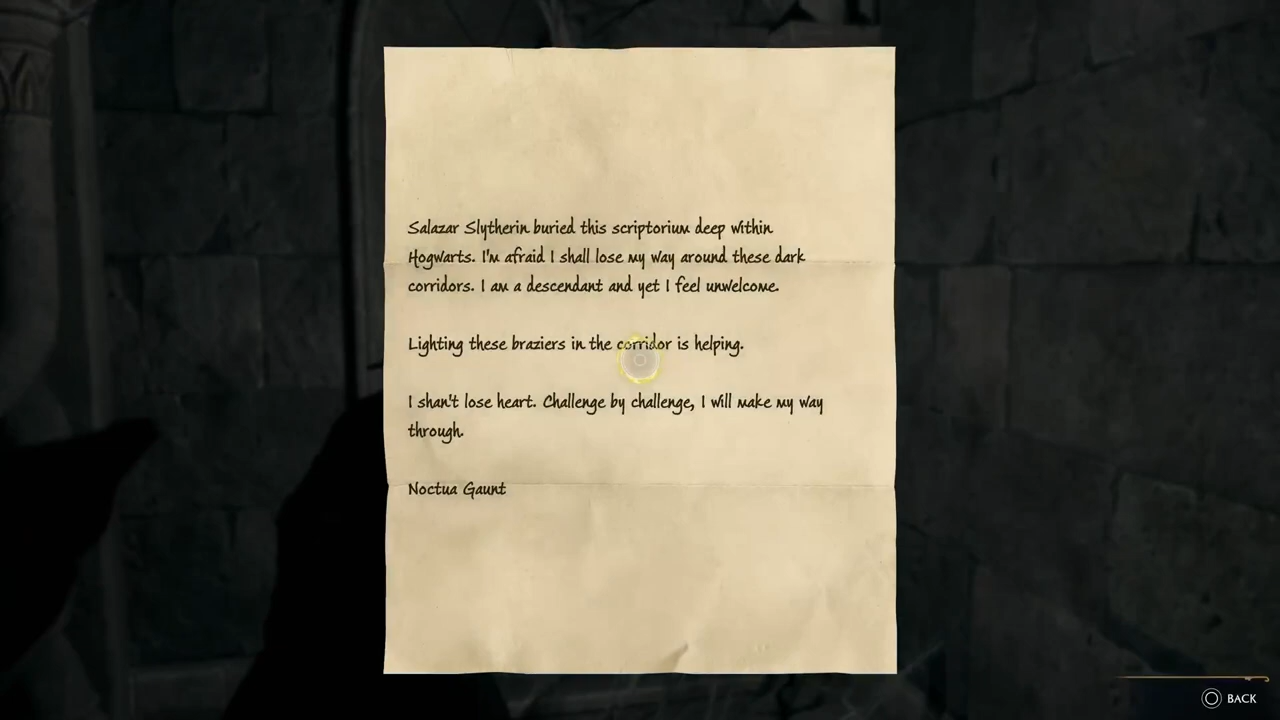 Salazar Slytherin buried this scriptorium deep within
Hogwarts. I'm afraid I shall lose my way around these dark
corridors. I am a descendant and yet I feel unwelcome.
Lighting these braziers in the corridor is helping.
I shan't lose heart. Challenge by challenge, I will make my way
through.
Noctua Gaunt
BACK